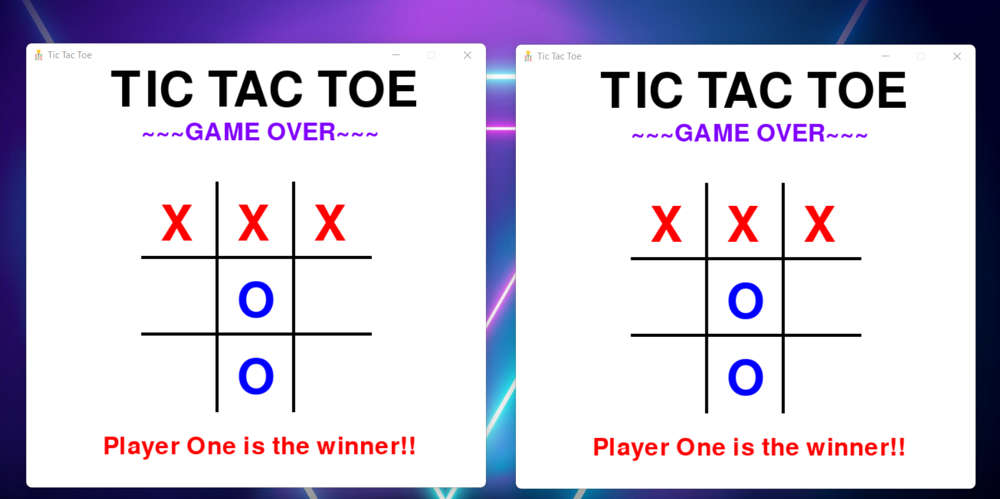 Tic Tac Toe
TIC TAC TOE
~~~GAME OVER~~~
X X X
O
O
Player One is the winner!!
Tic Tac Toe
TIC TAC TOE
~~~GAME OVER~~~
X X X
O
O
Player One is the winner!!